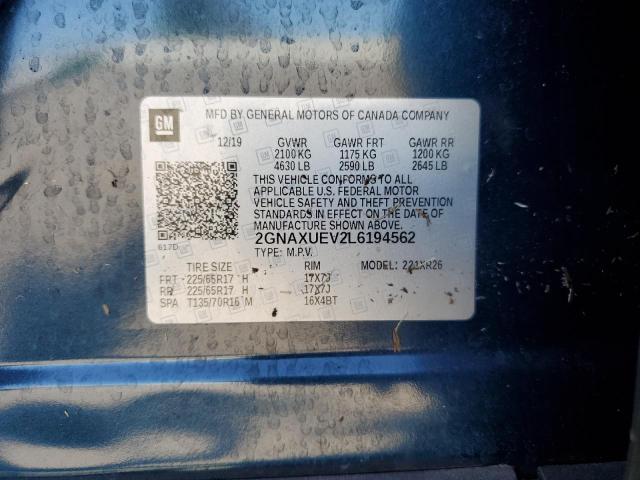 GM
MFD BY GENERAL MOTORS OF CANADA COMPANY
12/19 GVWR GAWR FRT GAWR RR
2100 KG 1175 KG 1200 KG
4630 LB 2590 LB 2645 LB
THIS VEHICLE CONFORMS TO ALL
APPLICABLE U.S. FEDERAL MOTOR
VEHICLE SAFETY AND THEFT PREVENTION
STANDARDS IN EFFECT ON THE DATE OF
MANUFACTURE SHOWN ABOVE.
617D
2GNAXUEV2L6194562
TYPE: M.P.V.
TIRE SIZE RIM MODEL: 221XR26
FRT 225/65R17 H 17X7J
RR 225/65R17 H 17X7J
SPA T135/70R16 M 16X4BT